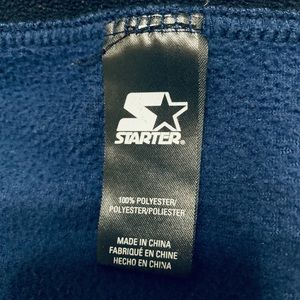 STARTER®
100% POLYESTER/
POLYESTER/POLIESTER
MADE IN CHINA
FABRIQUÉ EN CHINE
HECHO EN CHINA